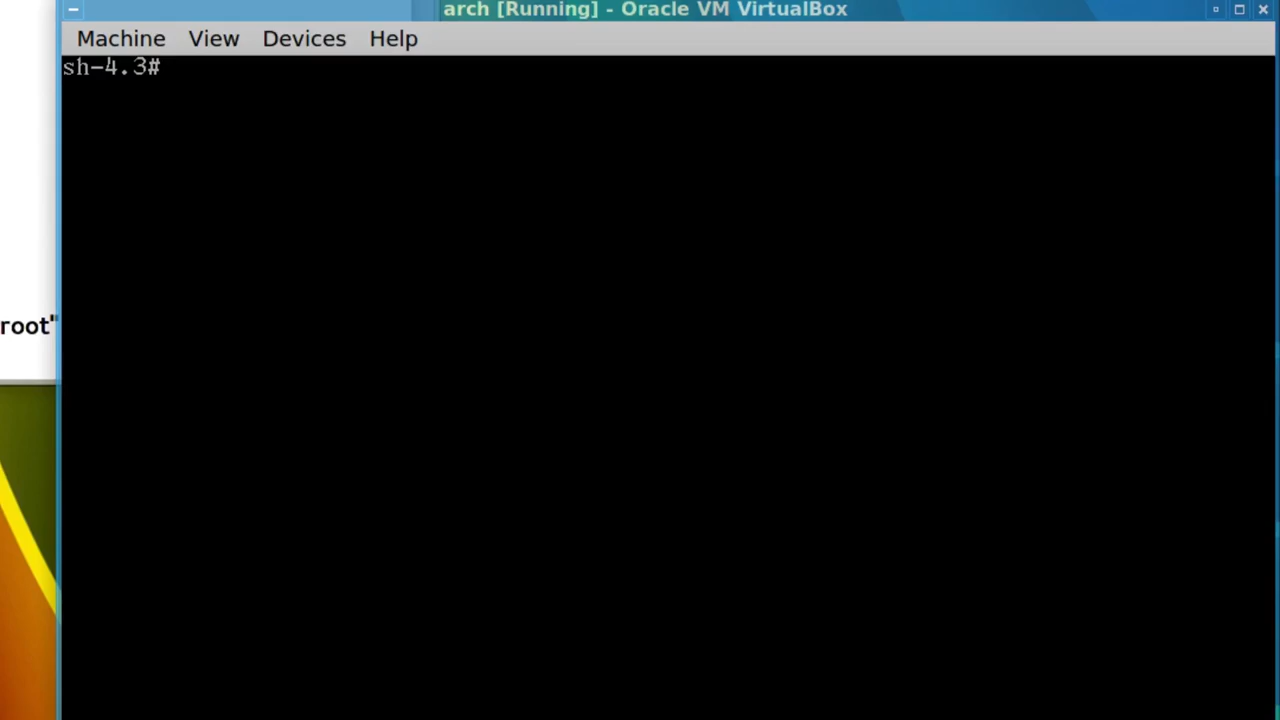 arch [Running] - Oracle VM VirtualBox
Machine View Devices Help
sh-4.3#
root"